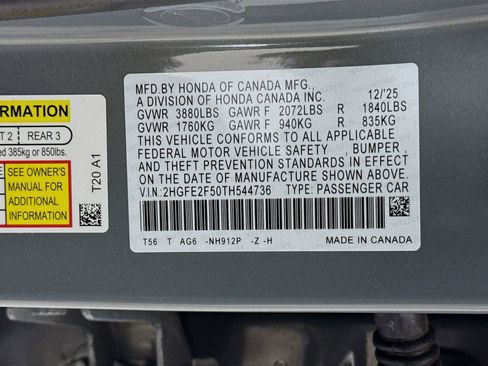 MFD.BY HONDA OF CANADA MFG.,
A DIVISION OF HONDA CANADA INC. 12/'25
GVWR 3880LBS GAWR F 2072LBS R 1840LBS
GVWR 1760KG GAWR F 940KG R 835KG
THIS VEHICLE CONFORMS TO ALL APPLICABLE
FEDERAL MOTOR VEHICLE SAFETY, BUMPER,
AND THEFT PREVENTION STANDARDS IN EFFECT
ON THE DATE OF MANUFACTURE SHOWN ABOVE.
V.I.N:2HGFE2F50TH544736 TYPE: PASSENGER CAR
T56 T AG6 -NH912P -Z -H MADE IN CANADA
RMATION
T 2 REAR 3
ed 385kg or 850lbs.
SEE OWNER'S
MANUAL FOR
ADDITIONAL
INFORMATION
T20 A1